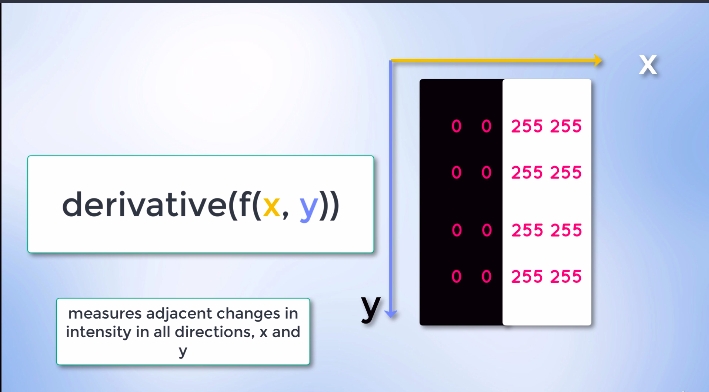 x
0 0 255 255
0 0 255 255
derivative(f(x, y))
0 0 255 255
0 0 255 255
y
measures adjacent changes in
intensity in all directions, x and
y